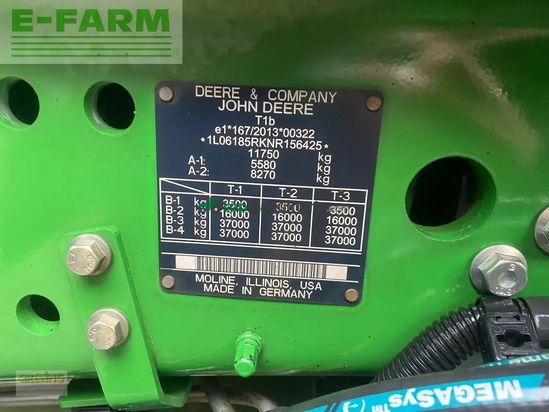 E-FARM
DEERE & COMPANY
JOHN DEERE
T1b
e1*167/2013*00322
*1L06185RKNR156425*
11750 kg
A-1: 5580 kg
A-2: 8270 kg
T-1 T-2 T-3
B-1 kg 3500 3500 3500
B-2 kg 16000 16000 16000
B-3 kg 37000 37000 37000
B-4 kg 37000 37000 37000
MOLINE, ILLINOIS, USA
MADE IN GERMANY
MEGASys™